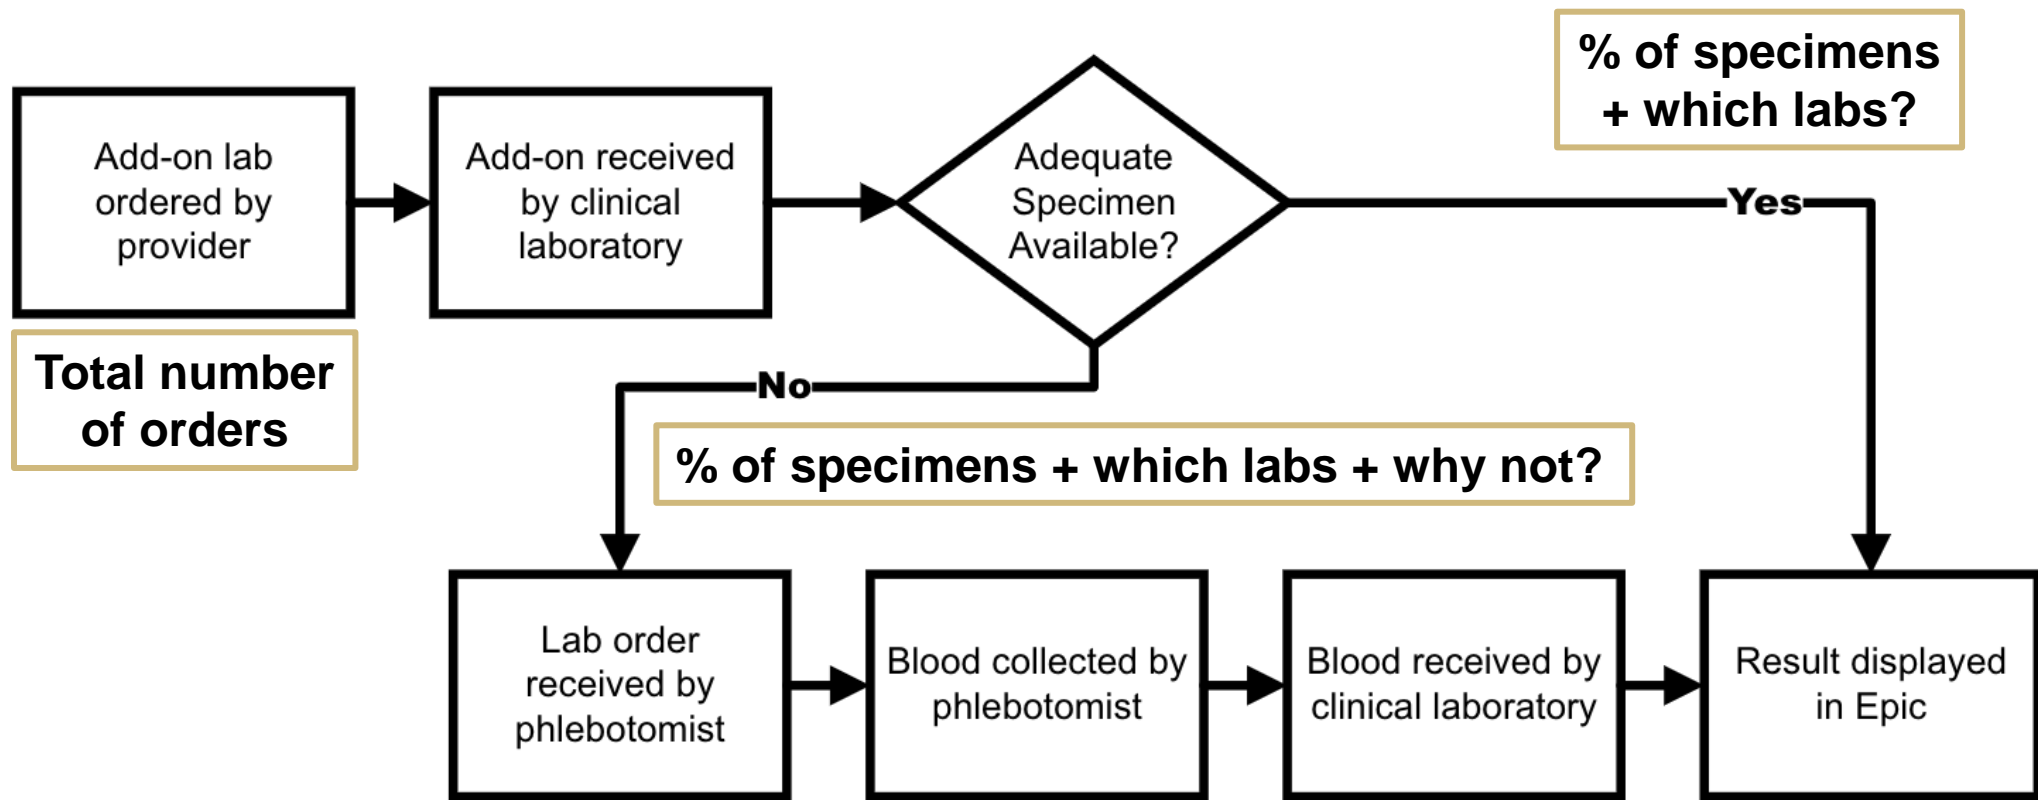 % of specimens
+ which labs?
Add-on lab
ordered by
provider
Add-on received
by clinical
laboratory
Adequate
Specimen
Available?
Yes
Total number
of orders
No
% of specimens + which labs + why not?
Lab order
received by
phlebotomist
Blood collected by
phlebotomist
Blood received by
clinical laboratory
Result displayed
in Epic